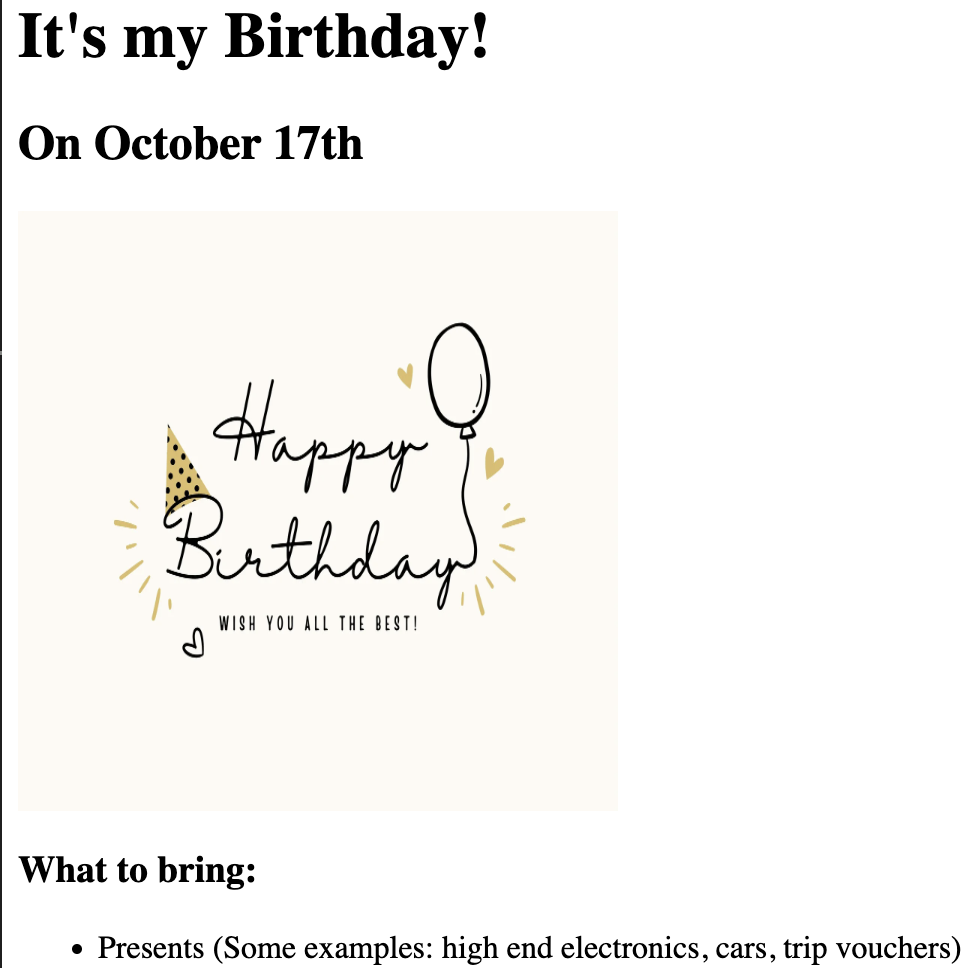 It's my Birthday!
On October 17th
Happy
Birthday
WISH YOU ALL THE BEST!
What to bring:
• Presents (Some examples: high end electronics, cars, trip vouchers)